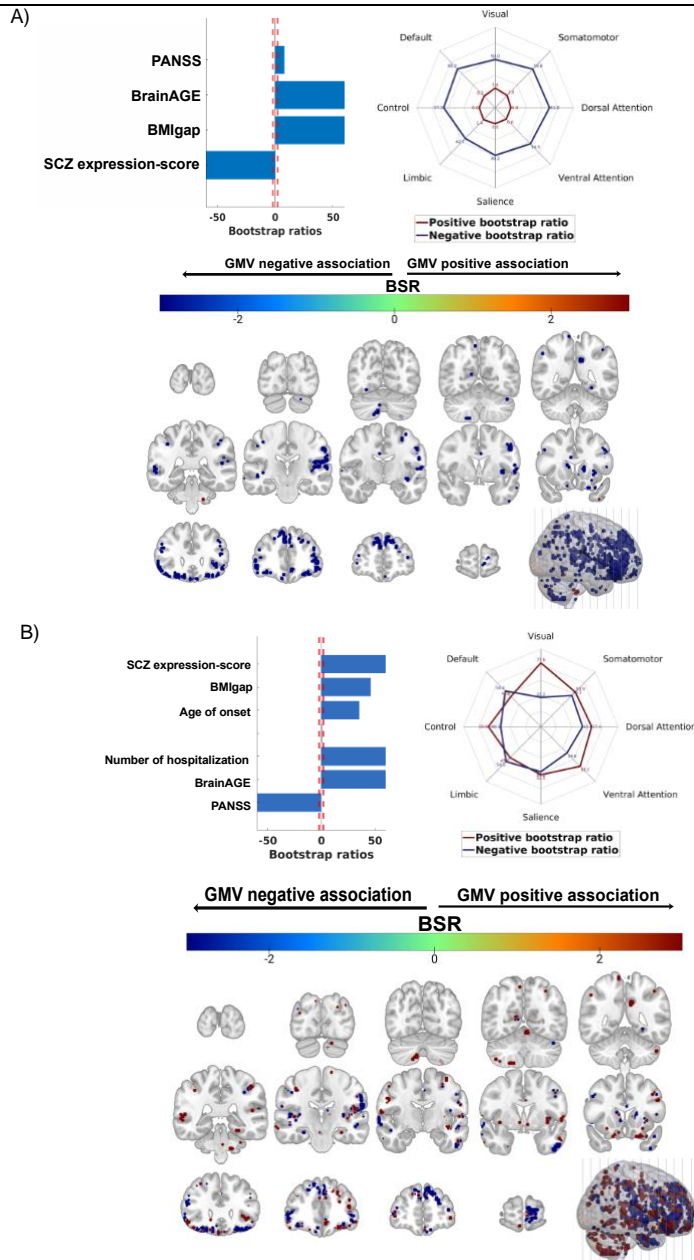 A)
PANSS
BrainAGE
BMIgap
SCZ expression-score
-50 0 50
Bootstrap ratios
Visual
Default
Somatomotor
Control
Dorsal Attention
Limbic
Ventral Attention
Salience
Positive bootstrap ratio
Negative bootstrap ratio
GMV negative association
GMV positive association
BSR
-2 0 2
B)
SCZ expression-score
BMIgap
Age of onset
Number of hospitalization
BrainAGE
PANSS
-50 0 50
Bootstrap ratios
Visual
Default
Somatomotor
Control
Dorsal Attention
Limbic
Ventral Attention
Salience
Positive bootstrap ratio
Negative bootstrap ratio
GMV negative association
GMV positive association
BSR
-2 0 2